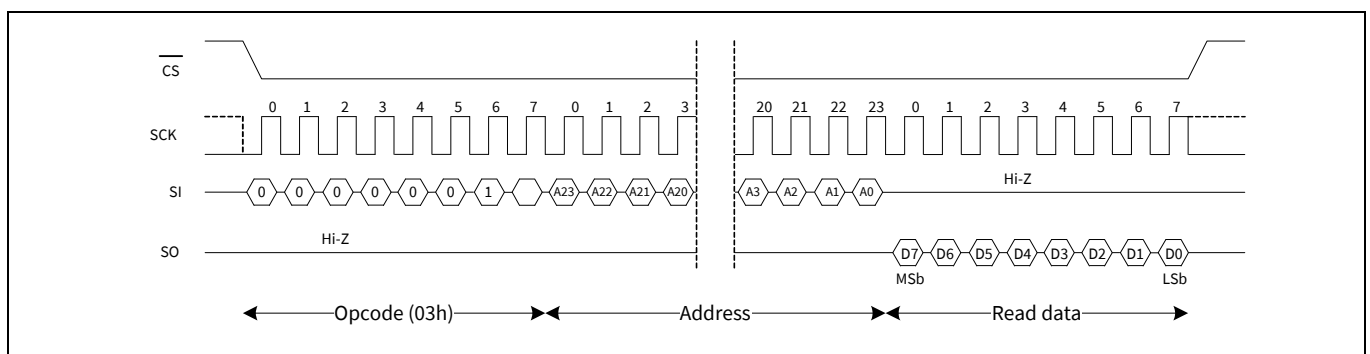 CS
0 1 2 3 4 5 6 7 0 1 2 3 20 21 22 23 0 1 2 3 4 5 6 7
SCK
SI 0 0 0 0 0 0 1 A23 A22 A21 A20 A3 A2 A1 A0 Hi-Z
Hi-Z
SO D7 D6 D5 D4 D3 D2 D1 D0
MSb LSb
Opcode (03h) Address Read data